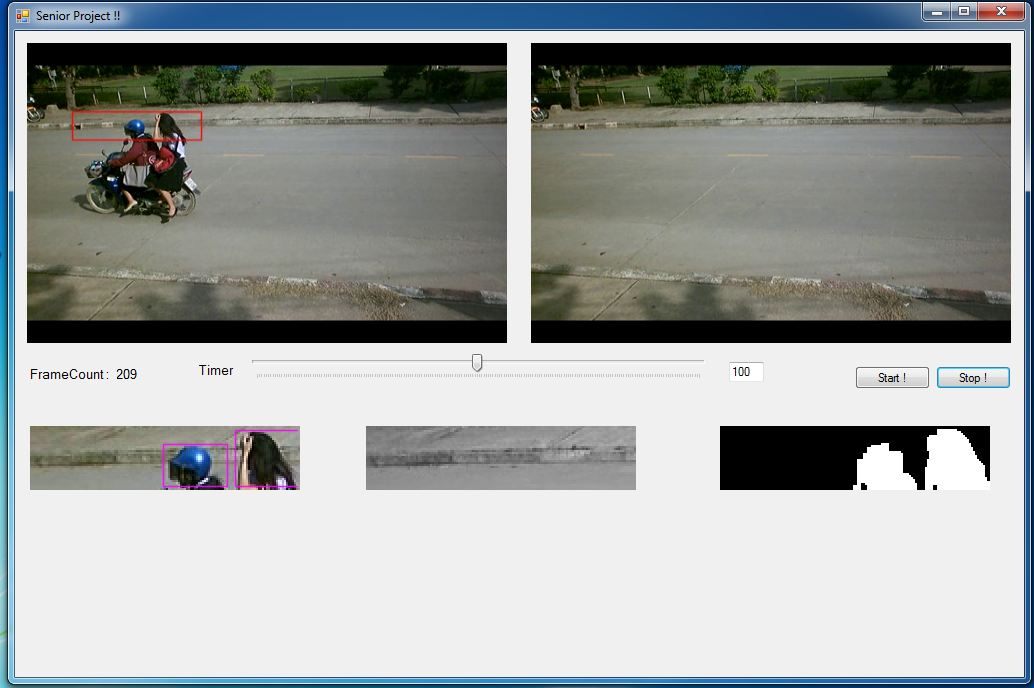 Senior Project !!
FrameCount: 209
Timer
100
Start !
Stop !